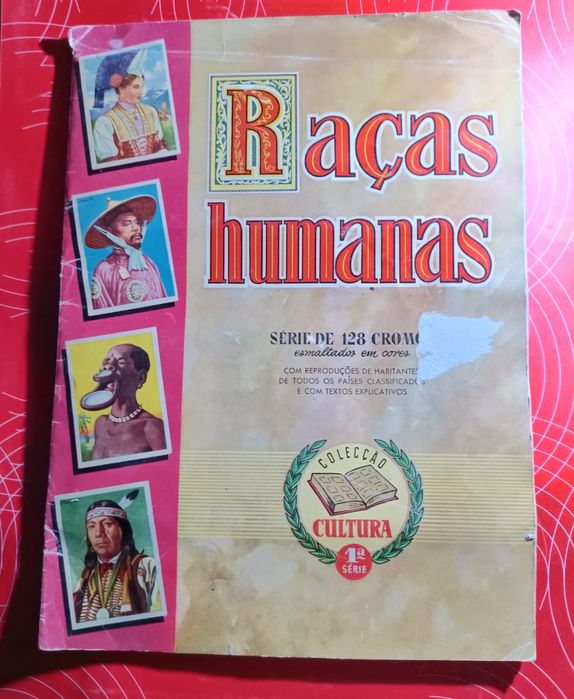 Raças
humanas
SÉRIE DE 128
esmaltados em cores
COM REPRODUÇÕES DE HABITANTES
DE TODOS OS PAÍSES CLASSIFICADOS
E COM TEXTOS EXPLICATIVOS
COLECÇÃO
CULTURA
1ª
SÉRIE